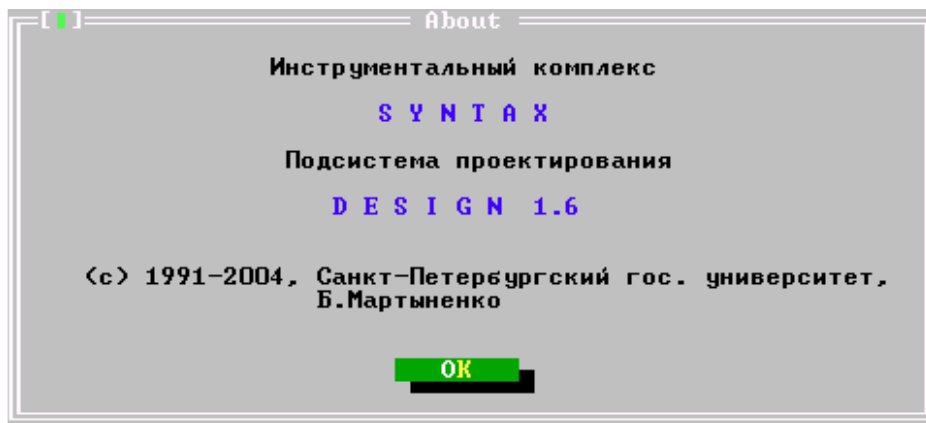 About
Инструментальный комплекс
S Y N T A X
Подсистема проектирования
D E S I G N 1.6
(c) 1991-2004, Санкт-Петербургский гос. университет,
Б.Мартыненко
OK